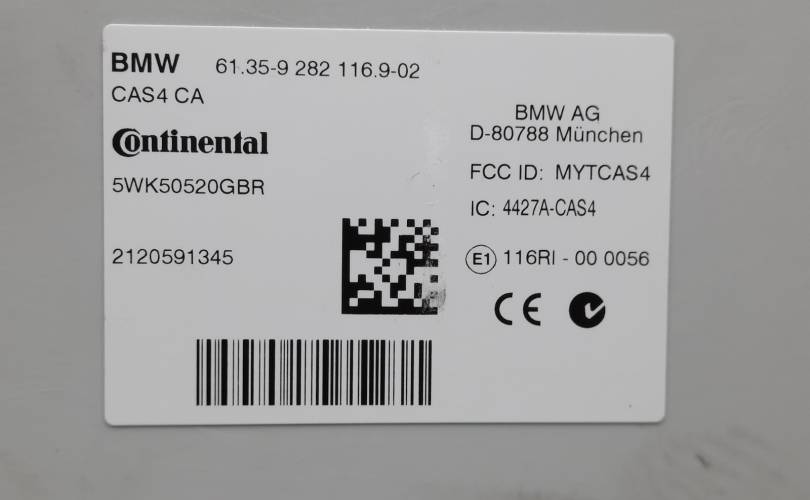 BMW 61.35-9 282 116.9-02
CAS4 CA
Continental
5WK50520GBR
2120591345
BMW AG
D-80788 München
FCC ID: MYTCAS4
IC: 4427A-CAS4
E1 116RI - 00 0056
CE